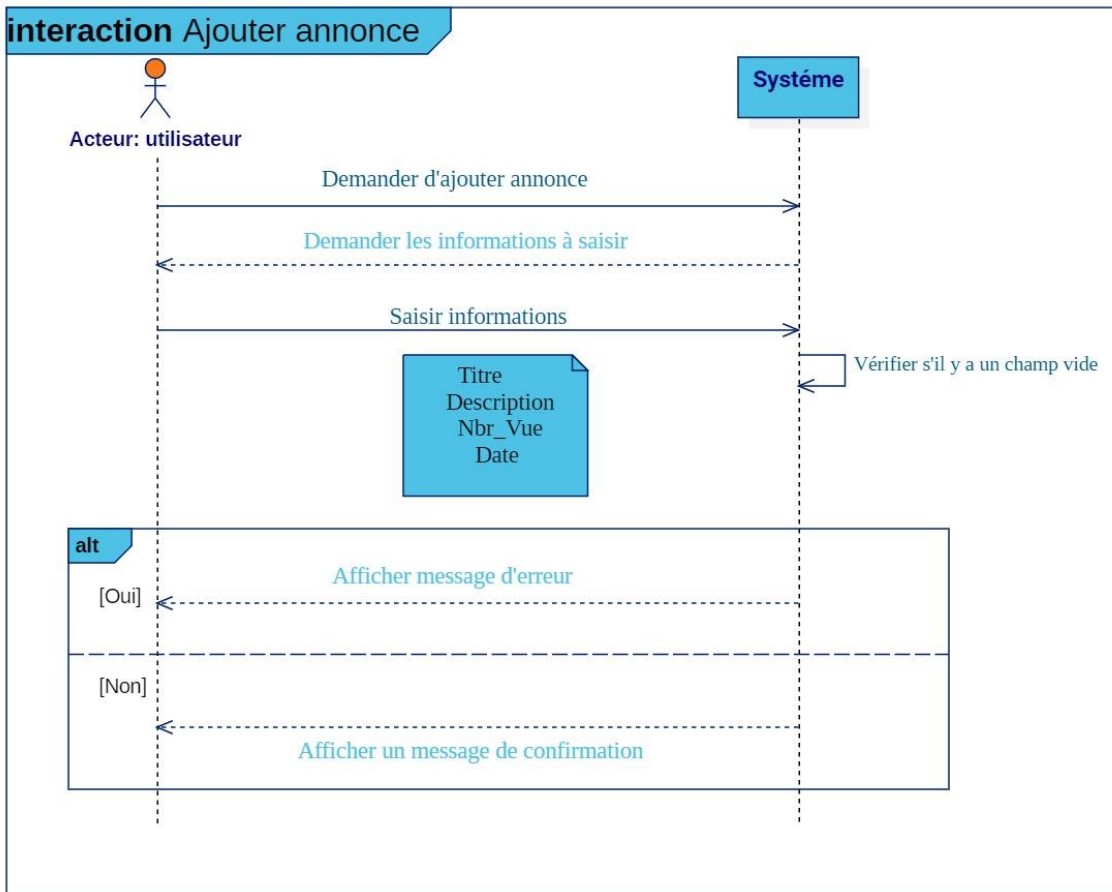 interaction Ajouter annonce
Systéme
Acteur: utilisateur
Demander d'ajouter annonce
Demander les informations à saisir
Saisir informations
Vérifier s'il y a un champ vide
Titre
Description
Nbr_Vue
Date
alt
Afficher message d'erreur
[Oui]
[Non]
Afficher un message de confirmation